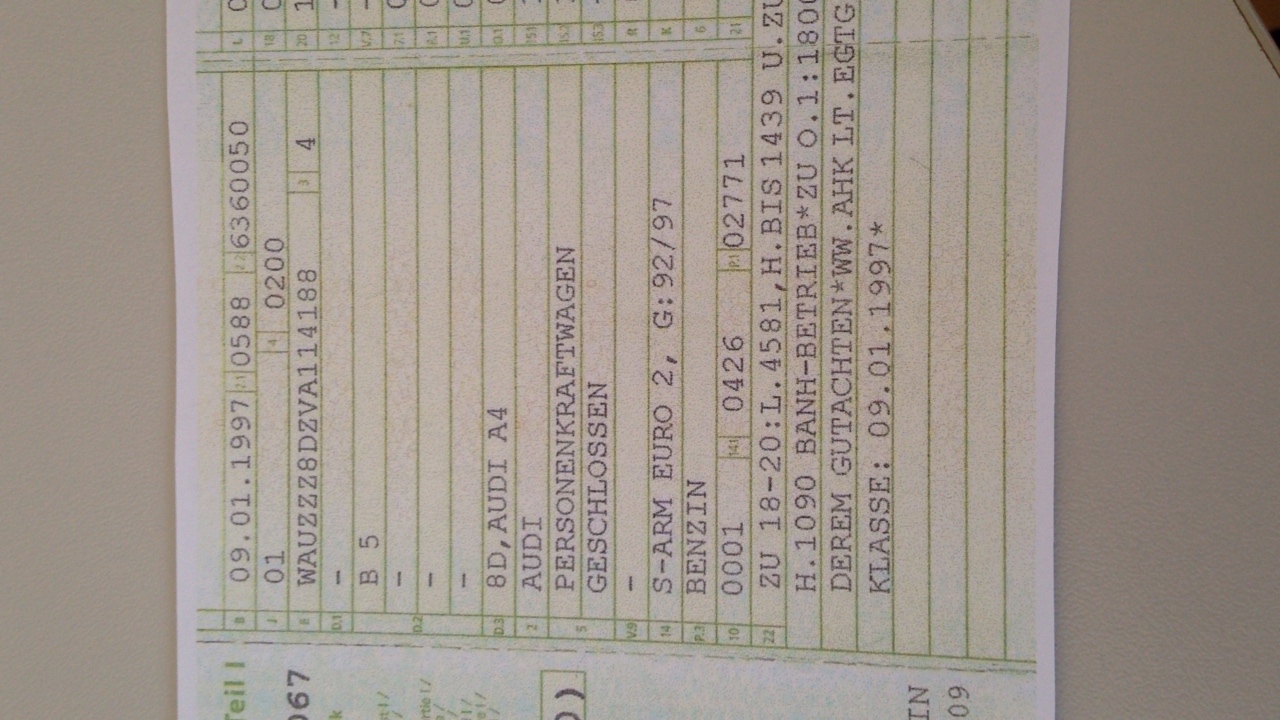 Teil I
B 09.01.1997 2.1 0588 2.2 6360050 L
J 01 4 0200 18
067
E WAUZZZ8DZVA114188 3 4 20
D.1 – 12 –
B 5 V.7 –
– 7.1
D.2 – 8.1
– U.1
D.3 8D,AUDI A4 O.1
2 AUDI 15.1
5 PERSONENKRAFTWAGEN 15.2
GESCHLOSSEN 15.3
V.9 – R
14 S-ARM EURO 2, G:92/97 K
P.3 BENZIN 6
10 0001 14.1 0426 P.1 02771 21
22 ZU 18-20:L.4581,H.BIS 1439 U.ZU
H.1090 BANH-BETRIEB*ZU O.1:1800
DEREM GUTACHTEN*WW.AHK LT.EGTG
KLASSE: 09.01.1997*
IN
09